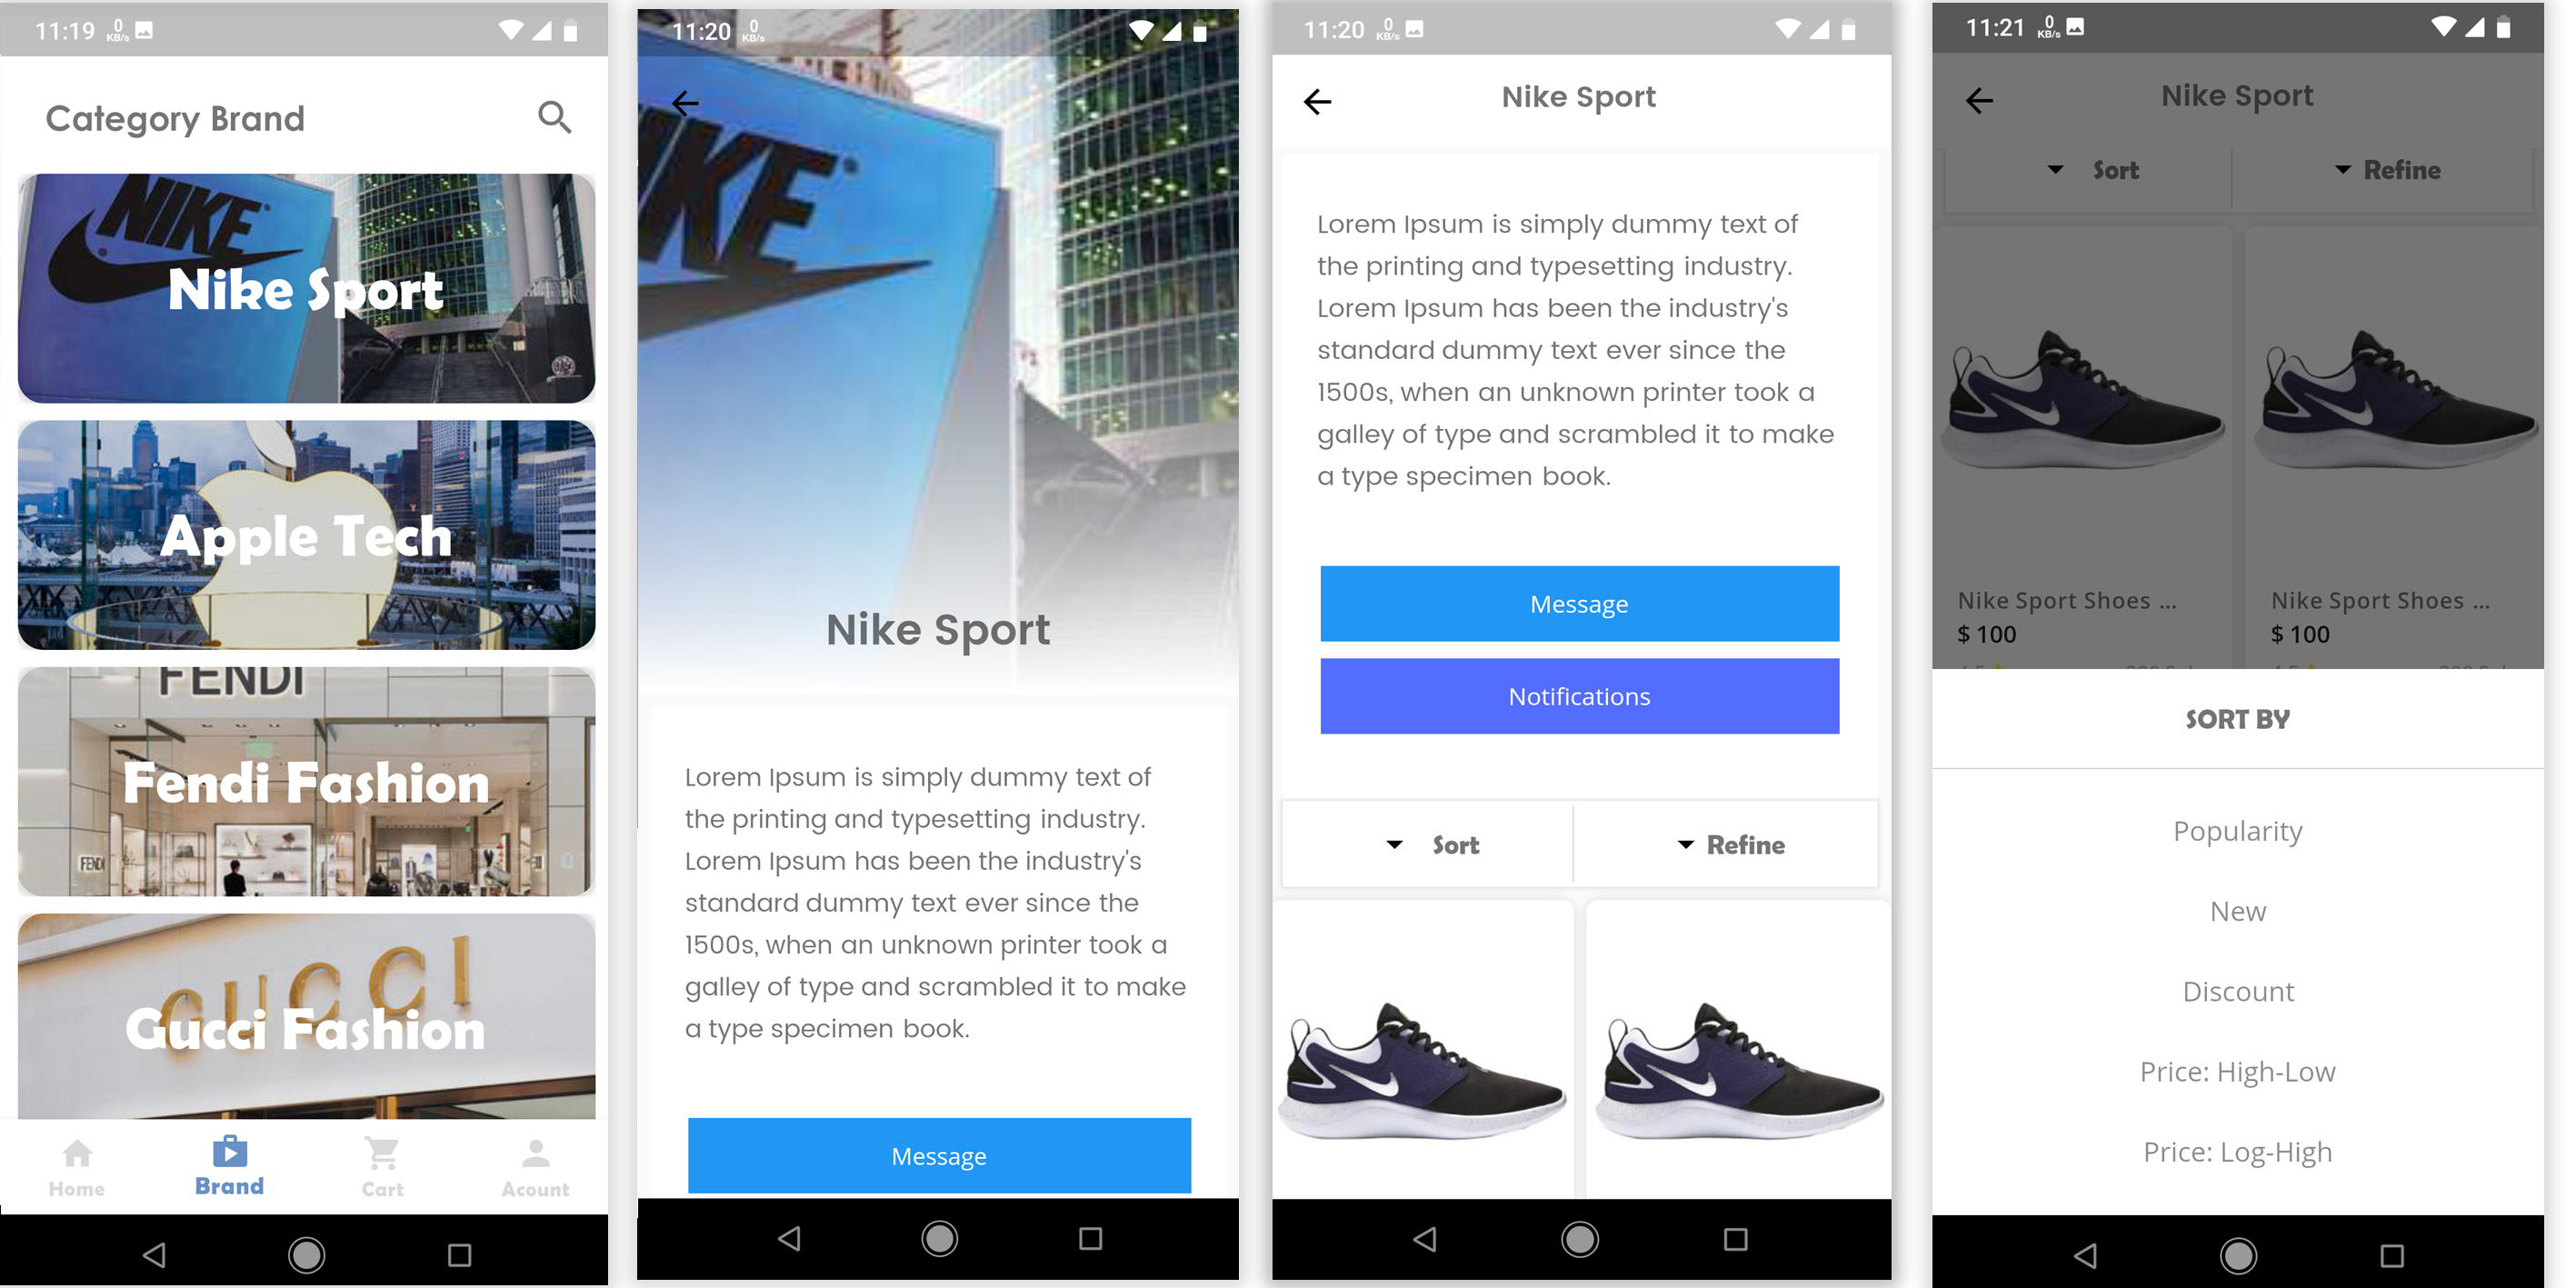 11:19 0 KB/s
Category Brand
NIKE
Nike Sport
Apple Tech
FENDI
Fendi Fashion
FENDI
GUCCI
Gucci Fashion
Home
Brand
Cart
Acount
11:20 0 KB/s
NIKE
Nike Sport
Lorem Ipsum is simply dummy text of
the printing and typesetting industry.
Lorem Ipsum has been the industry's
standard dummy text ever since the
1500s, when an unknown printer took a
galley of type and scrambled it to make
a type specimen book.
Message
11:20 0 KB/s
Nike Sport
Lorem Ipsum is simply dummy text of
the printing and typesetting industry.
Lorem Ipsum has been the industry's
standard dummy text ever since the
1500s, when an unknown printer took a
galley of type and scrambled it to make
a type specimen book.
Message
Notifications
Sort
Refine
11:21 0 KB/s
Nike Sport
Sort
Refine
Nike Sport Shoes ...
Nike Sport Shoes ...
$ 100
$ 100
SORT BY
Popularity
New
Discount
Price: High-Low
Price: Log-High